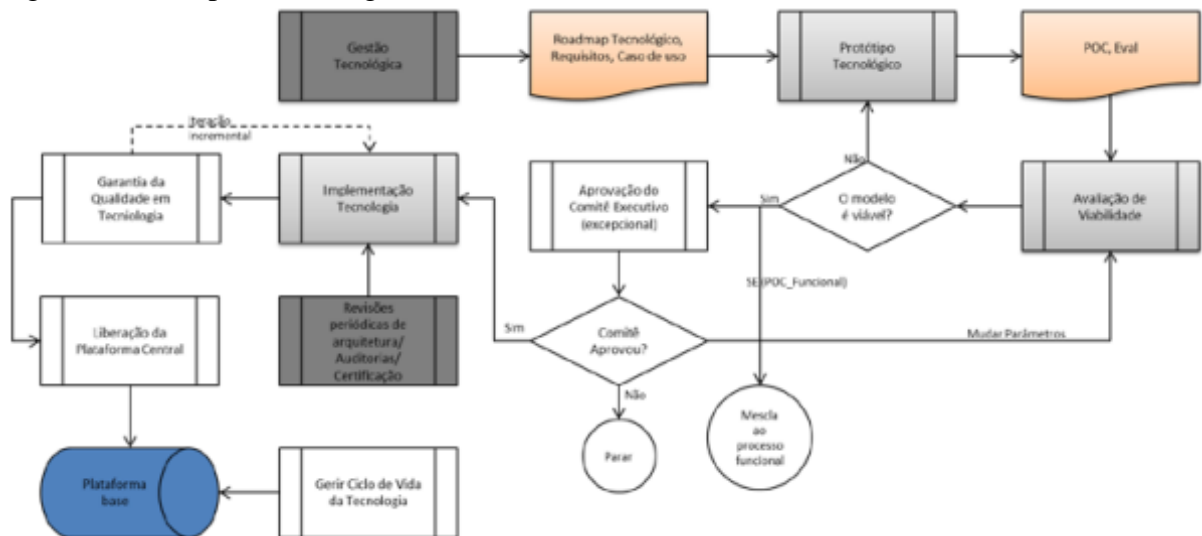 Gestão
Tecnológica
Roadmap Tecnológico,
Requisitos, Caso de uso
Protótipo
Tecnológico
POC, Eval
Iteração
Incremental
Garantia da
Qualidade em
Tecniologia
Implementação
Tecnologia
Aprovação do
Comitê Executivo
(excepcional)
Sim
Não
O modelo
é viável?
Avaliação de
Viabilidade
SE (POC_Funcional)
Liberação da
Plataforma Central
Revisões
periódicas de
arquitetura/
Auditorias/
Certificação
Sim
Comitê
Aprovou?
Mudar Parâmetros
Não
Parar
Mescla
ao
processo
funcional
Plataforma
base
Gerir Ciclo de Vida
da Tecnologia